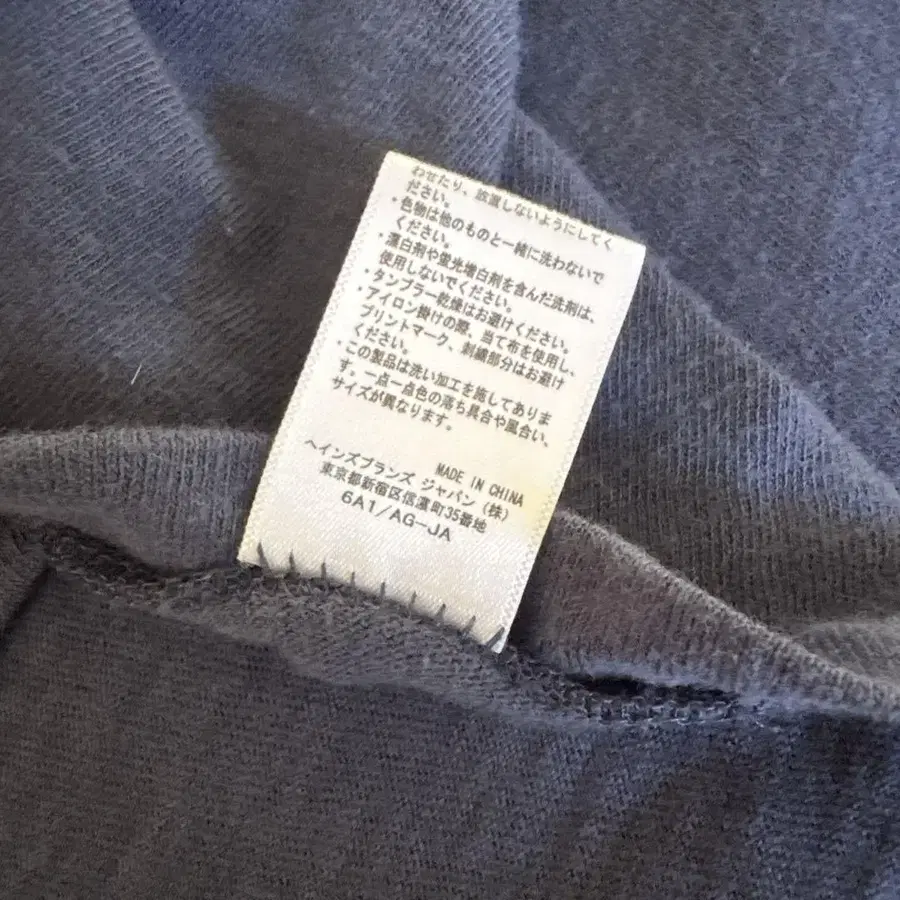 わせたり、放置しないようにしてく
ださい。
・色物は他のものと一緒に洗わないで
ください。
・漂白剤や蛍光増白剤を含んだ洗剤は、
使用しないでください。
・タンブラー乾燥はお避けください。
・アイロン掛けの際、当て布を使用し、
プリントマーク、刺繍部分はお避け
ください。
・この製品は洗い加工を施してありま
す。一点一点色の落ち具合や風合い、
サイズが異なります。
MADE IN CHINA
ヘインズブランズ ジャパン (株)
東京都新宿区信濃町35番地
6A1/AG-JA